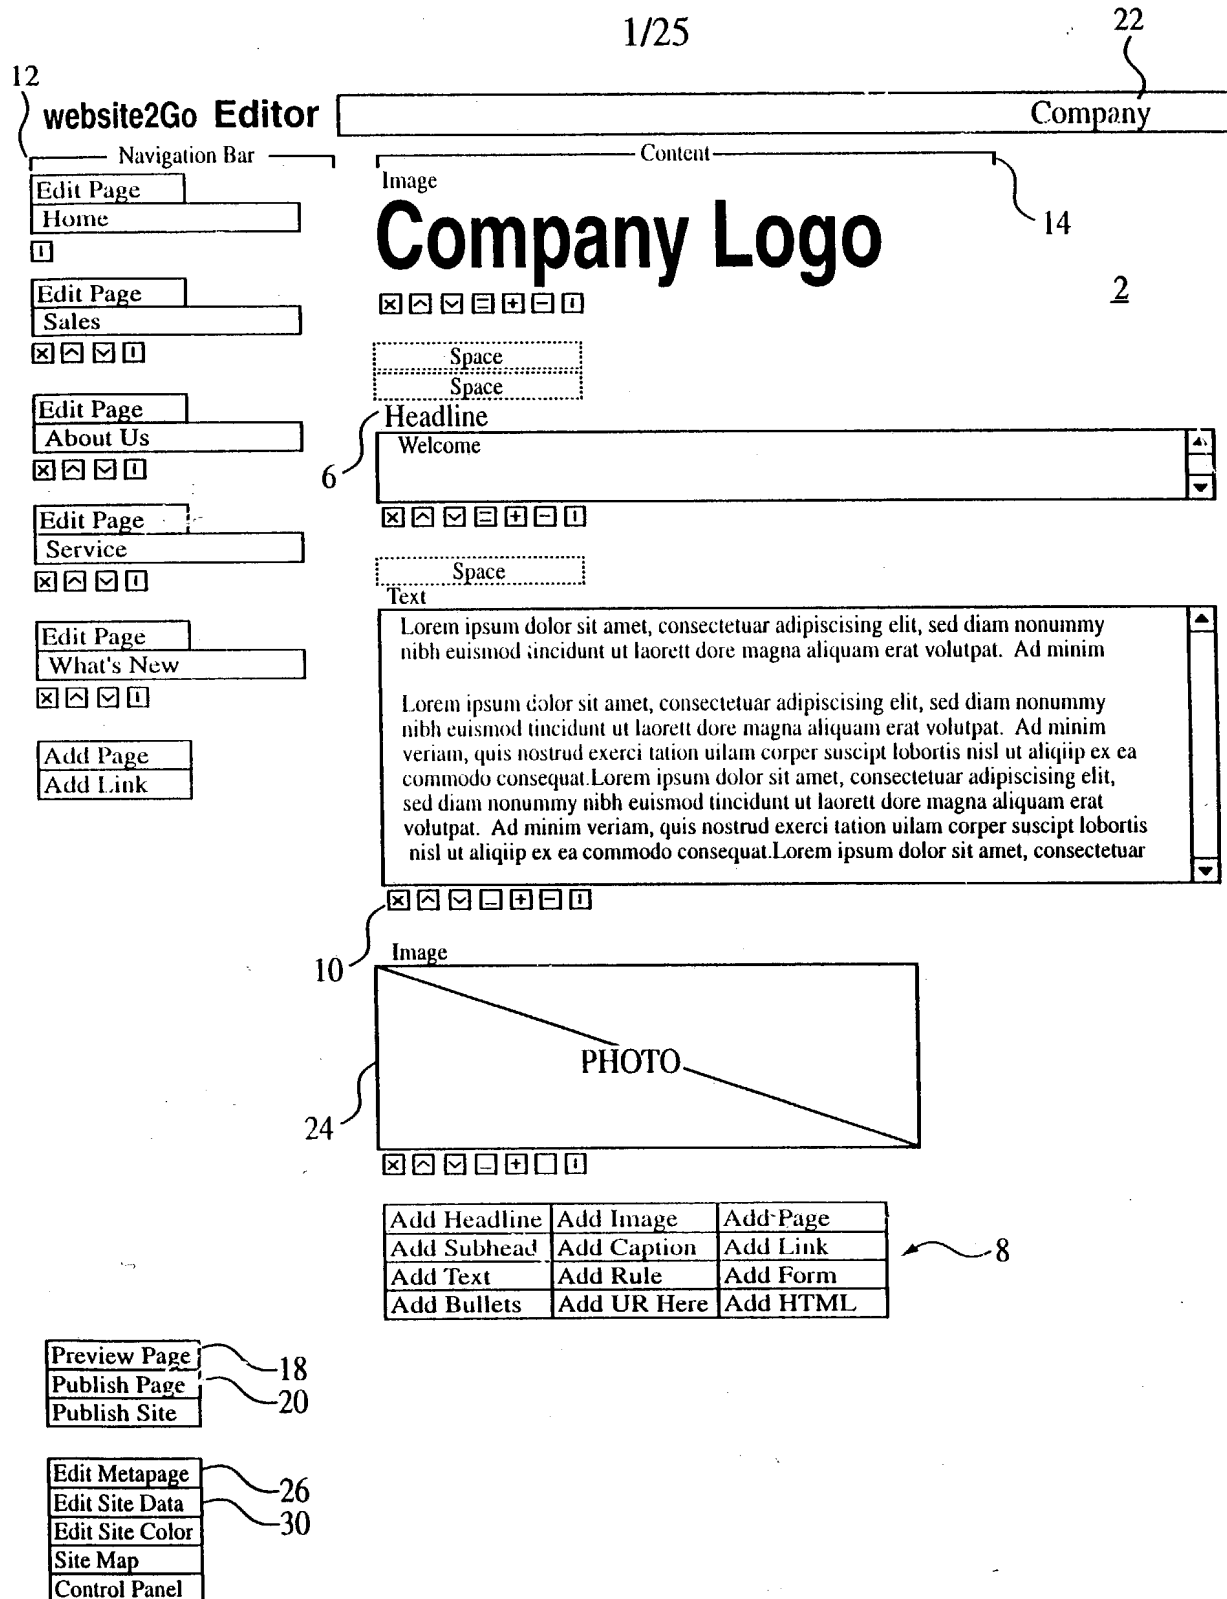 1/25
22
12
website2Go Editor
Company
Navigation Bar
Content
14
2
Edit Page
Home
Edit Page
Sales
Edit Page
About Us
Edit Page
Service
Edit Page
What's New
Add Page
Add Link
Image
Company Logo
Space
Space
Headline
6
Welcome
Space
Text
Lorem ipsum dolor sit amet, consectetuar adipiscising elit, sed diam nonummy
nibh euismod tincidunt ut laorett dore magna aliquam erat volutpat. Ad minim
Lorem ipsum dolor sit amet, consectetuar adipiscising elit, sed diam nonummy
nibh euismod tincidunt ut laorett dore magna aliquam erat volutpat. Ad minim
veriam, quis nostrud exerci tation uilam corper suscipt lobortis nisl ut aliqiip ex ea
commodo consequat.Lorem ipsum dolor sit amet, consectetuar adipiscising elit,
sed diam nonummy nibh euismod tincidunt ut laorett dore magna aliquam erat
volutpat. Ad minim veriam, quis nostrud exerci tation uilam corper suscipt lobortis
nisl ut aliqiip ex ea commodo consequat.Lorem ipsum dolor sit amet, consectetuar
10
Image
PHOTO
24
Add Headline Add Image Add Page
Add Subhead Add Caption Add Link
Add Text Add Rule Add Form
Add Bullets Add UR Here Add HTML
8
Preview Page
18
Publish Page
20
Publish Site
Edit Metapage
26
Edit Site Data
30
Edit Site Color
Site Map
Control Panel